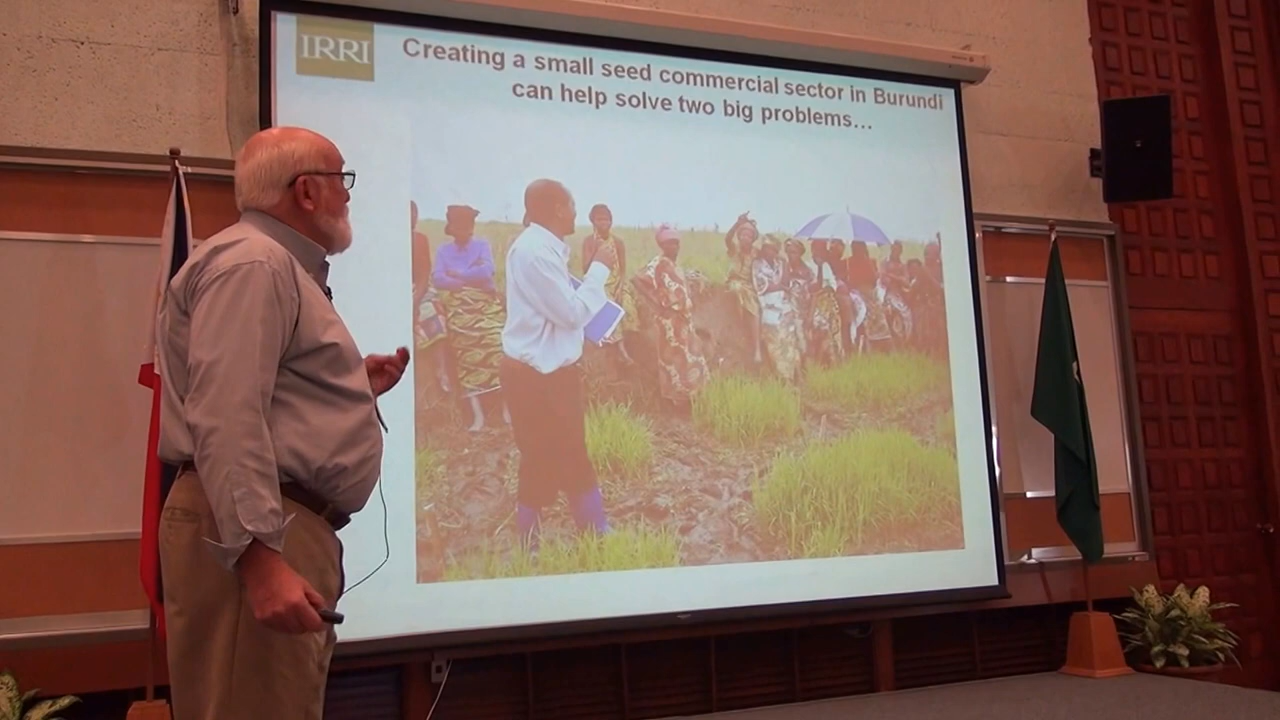 IRRI
Creating a small seed commercial sector in Burundi
can help solve two big problems…